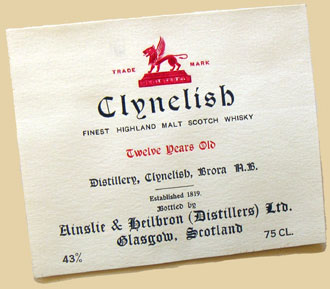 TRADE MARK
Clynelish
FINEST HIGHLAND MALT SCOTCH WHISKY
Twelve Years Old
Distillery, Clynelish, Brora N.B.
Established 1819.
Bottled by
Ainslie & Heilbron (Distillers) Ltd.
Glasgow, Scotland
43% 75 CL.